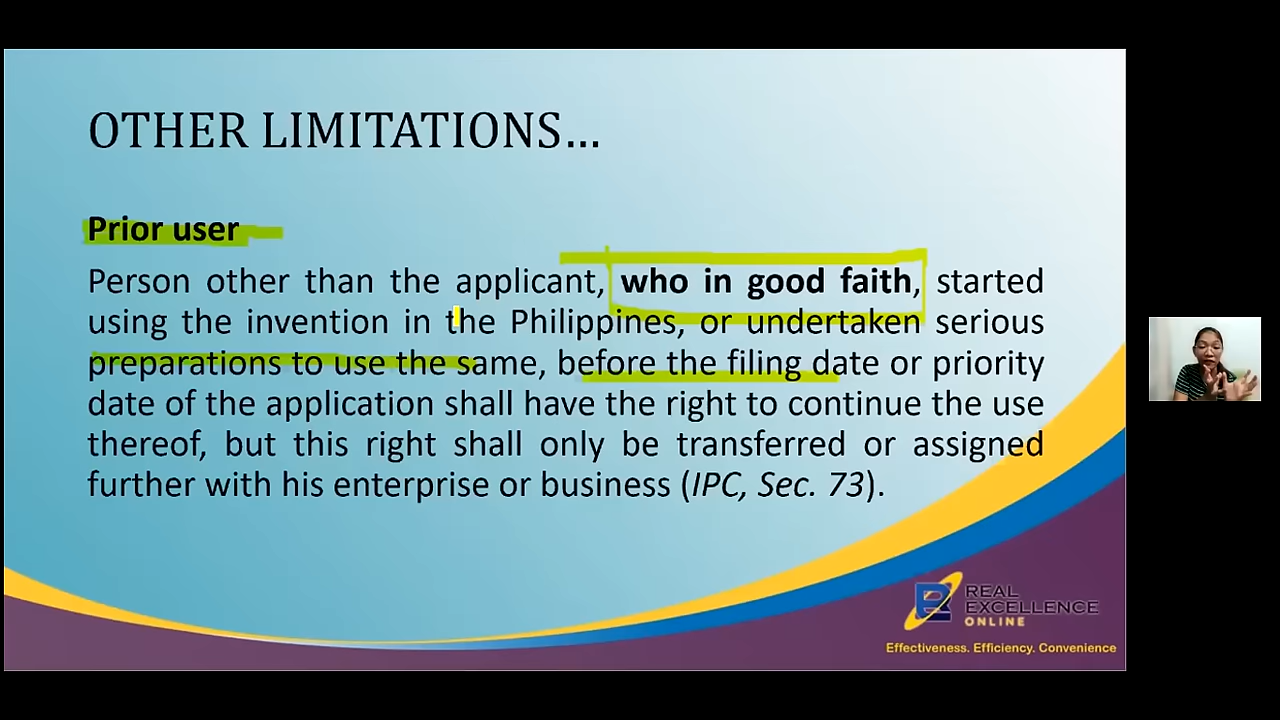 OTHER LIMITATIONS...
Prior user
Person other than the applicant, who in good faith, started
using the invention in the Philippines, or undertaken serious
preparations to use the same, before the filing date or priority
date of the application shall have the right to continue the use
thereof, but this right shall only be transferred or assigned
further with his enterprise or business (IPC, Sec. 73).
REAL
EXCELLENCE
ONLINE
Effectiveness. Efficiency. Convenience